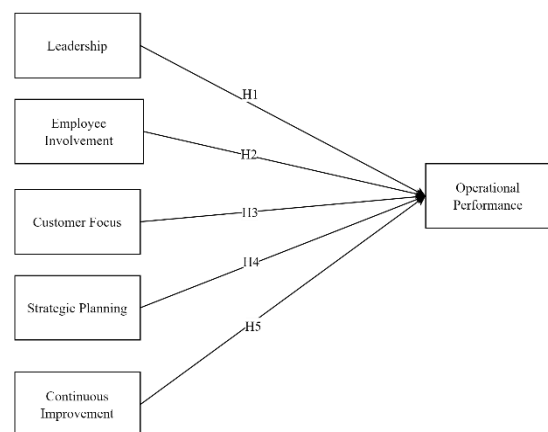 Leadership
H1
Employee
Involvement
H2
Operational
Performance
Customer Focus
H3
H4
Strategic Planning
H5
Continuous
Improvement